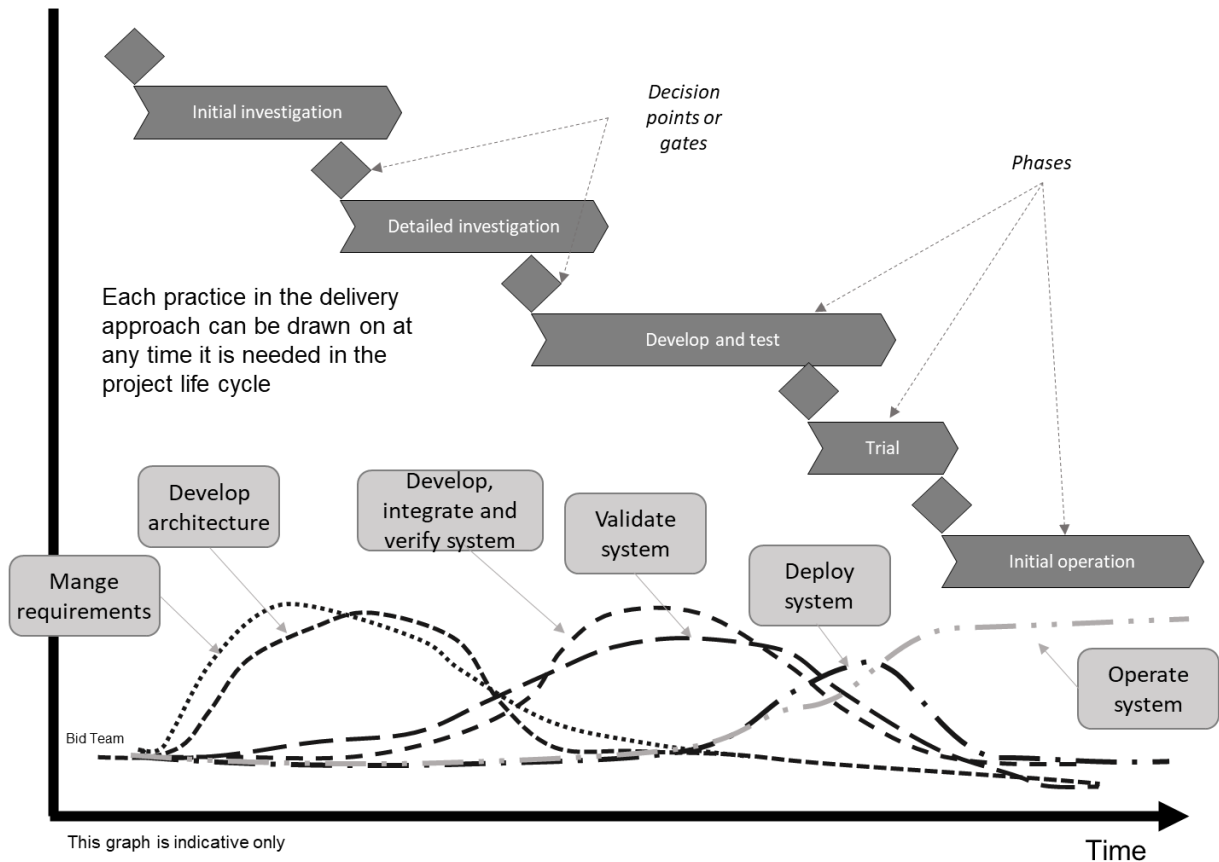 Initial investigation
Decision
points or
gates
Phases
Detailed investigation
Each practice in the delivery
approach can be drawn on at
any time it is needed in the
project life cycle
Develop and test
Trial
Initial operation
Develop
architecture
Develop,
integrate and
verify system
Validate
system
Deploy
system
Mange
requirements
Operate
system
Bid Team
This graph is indicative only
Time